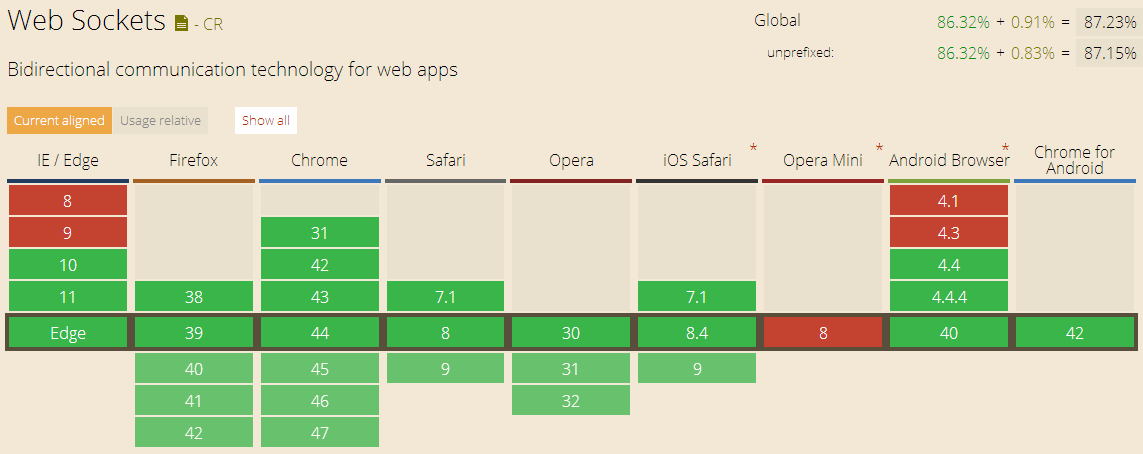 Web Sockets - CR
Global 86.32% + 0.91% = 87.23%
unprefixed: 86.32% + 0.83% = 87.15%
Bidirectional communication technology for web apps
Current aligned Usage relative Show all
IE / Edge Firefox Chrome Safari Opera iOS Safari * Opera Mini * Android Browser * Chrome for Android
8 4.1
9 31 4.3
10 42 4.4
11 38 43 7.1 7.1 4.4.4
Edge 39 44 8 30 8.4 8 40 42
40 45 9 31 9
41 46 32
42 47